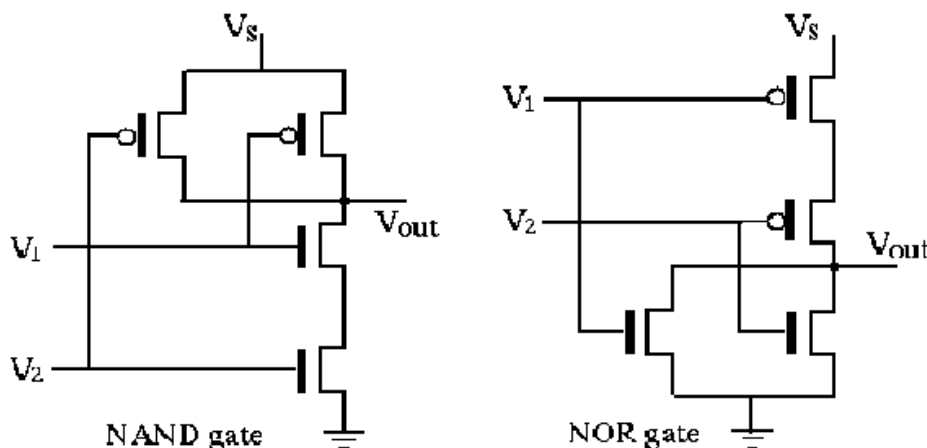 Vs
V1
V2
Vout
NAND gate
Vs
V1
V2
Vout
NOR gate